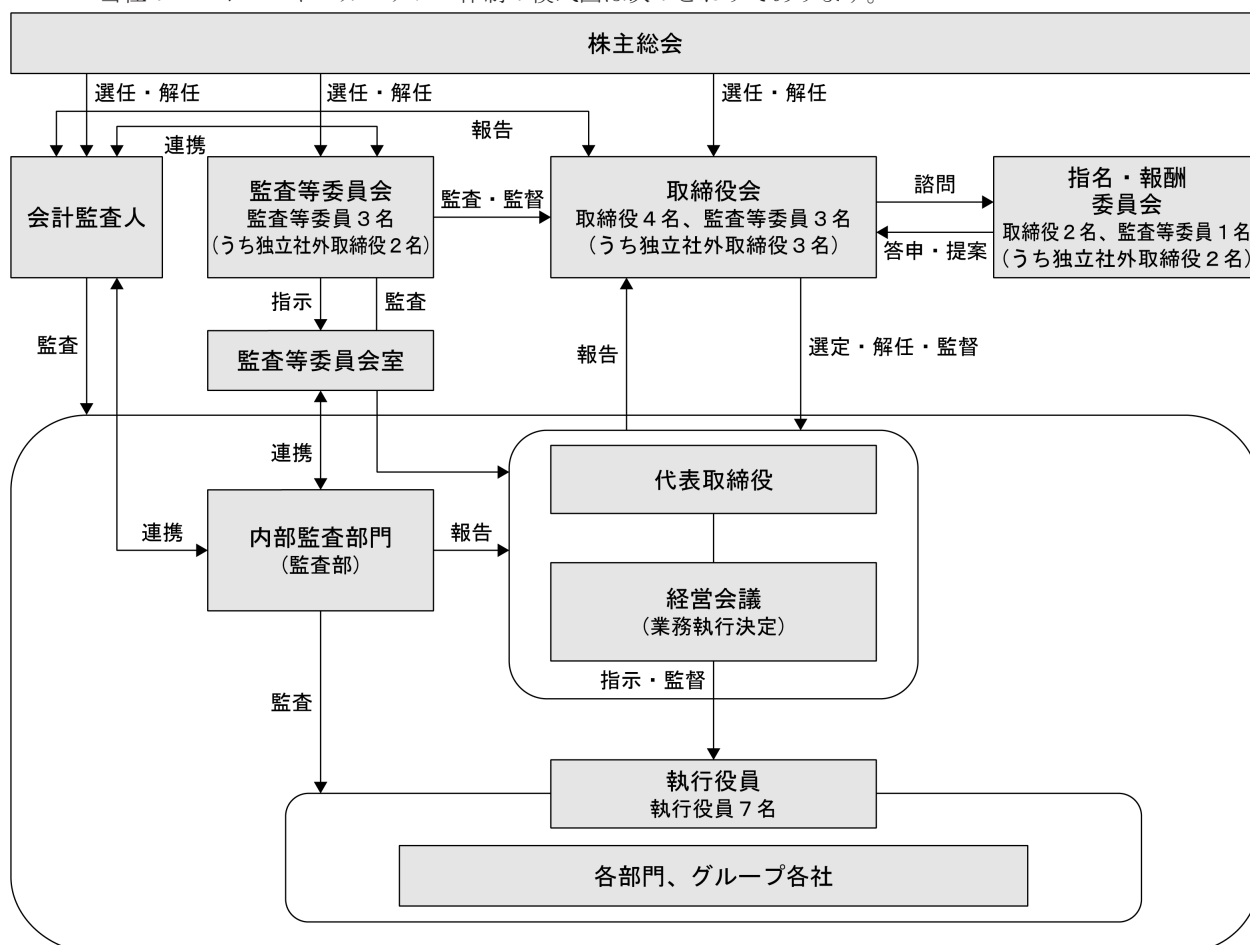 株主総会
選任・解任
選任・解任
選任・解任
報告
連携
会計監査人
監査等委員会
監査等委員3名
(うち独立社外取締役2名)
監査・監督
取締役会
取締役4名、監査等委員3名
(うち独立社外取締役3名)
諮問
答申・提案
指名・報酬
委員会
取締役2名、監査等委員1名
(うち独立社外取締役2名)
指示
監査
監査
監査等委員会室
報告
選定・解任・監督
連携
代表取締役
連携
内部監査部門
(監査部)
報告
経営会議
(業務執行決定)
指示・監督
監査
執行役員
執行役員7名
各部門、グループ各社